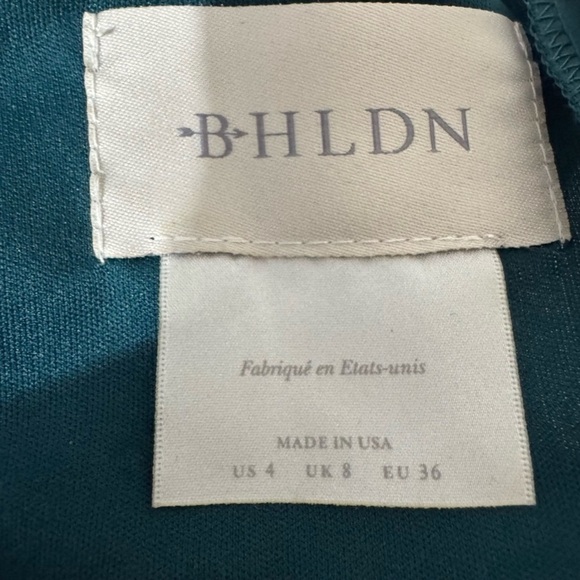 BHLDN
Fabriqué en Etats-unis
MADE IN USA
US 4 UK 8 EU 36